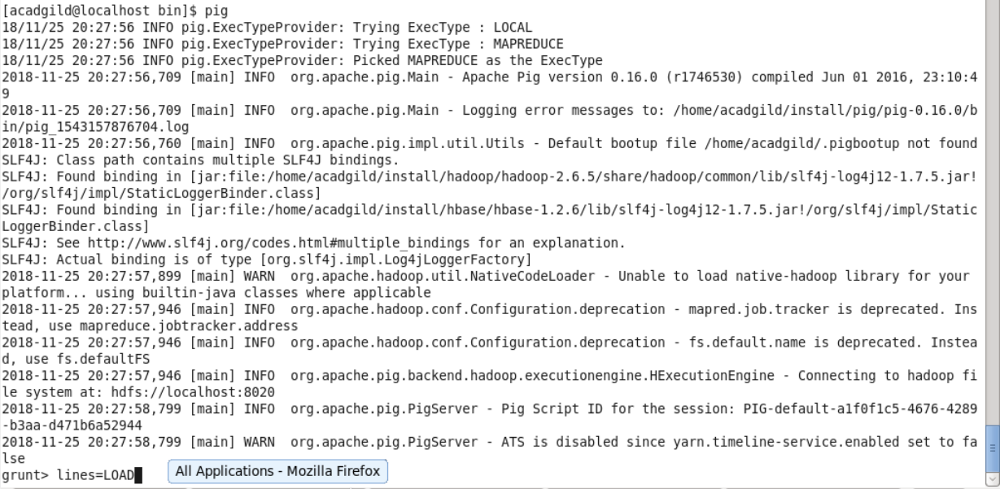 [acadgild@localhost bin]$ pig
18/11/25 20:27:56 INFO pig.ExecTypeProvider: Trying ExecType : LOCAL
18/11/25 20:27:56 INFO pig.ExecTypeProvider: Trying ExecType : MAPREDUCE
18/11/25 20:27:56 INFO pig.ExecTypeProvider: Picked MAPREDUCE as the ExecType
2018-11-25 20:27:56,709 [main] INFO  org.apache.pig.Main - Apache Pig version 0.16.0 (r1746530) compiled Jun 01 2016, 23:10:4
9
2018-11-25 20:27:56,709 [main] INFO  org.apache.pig.Main - Logging error messages to: /home/acadgild/install/pig/pig-0.16.0/b
in/pig_1543157876704.log
2018-11-25 20:27:56,760 [main] INFO  org.apache.pig.impl.util.Utils - Default bootup file /home/acadgild/.pigbootup not found
SLF4J: Class path contains multiple SLF4J bindings.
SLF4J: Found binding in [jar:file:/home/acadgild/install/hadoop/hadoop-2.6.5/share/hadoop/common/lib/slf4j-log4j12-1.7.5.jar!
/org/slf4j/impl/StaticLoggerBinder.class]
SLF4J: Found binding in [jar:file:/home/acadgild/install/hbase/hbase-1.2.6/lib/slf4j-log4j12-1.7.5.jar!/org/slf4j/impl/Static
LoggerBinder.class]
SLF4J: See http://www.slf4j.org/codes.html#multiple_bindings for an explanation.
SLF4J: Actual binding is of type [org.slf4j.impl.Log4jLoggerFactory]
2018-11-25 20:27:57,899 [main] WARN  org.apache.hadoop.util.NativeCodeLoader - Unable to load native-hadoop library for your
platform... using builtin-java classes where applicable
2018-11-25 20:27:57,946 [main] INFO  org.apache.hadoop.conf.Configuration.deprecation - mapred.job.tracker is deprecated. Ins
tead, use mapreduce.jobtracker.address
2018-11-25 20:27:57,946 [main] INFO  org.apache.hadoop.conf.Configuration.deprecation - fs.default.name is deprecated. Instea
d, use fs.defaultFS
2018-11-25 20:27:57,946 [main] INFO  org.apache.pig.backend.hadoop.executionengine.HExecutionEngine - Connecting to hadoop fi
le system at: hdfs://localhost:8020
2018-11-25 20:27:58,799 [main] INFO  org.apache.pig.PigServer - Pig Script ID for the session: PIG-default-a1f0f1c5-4676-4289
-b3aa-d471b6a52944
2018-11-25 20:27:58,799 [main] WARN  org.apache.pig.PigServer - ATS is disabled since yarn.timeline-service.enabled set to fa
lse
grunt> lines=LOAD
All Applications - Mozilla Firefox